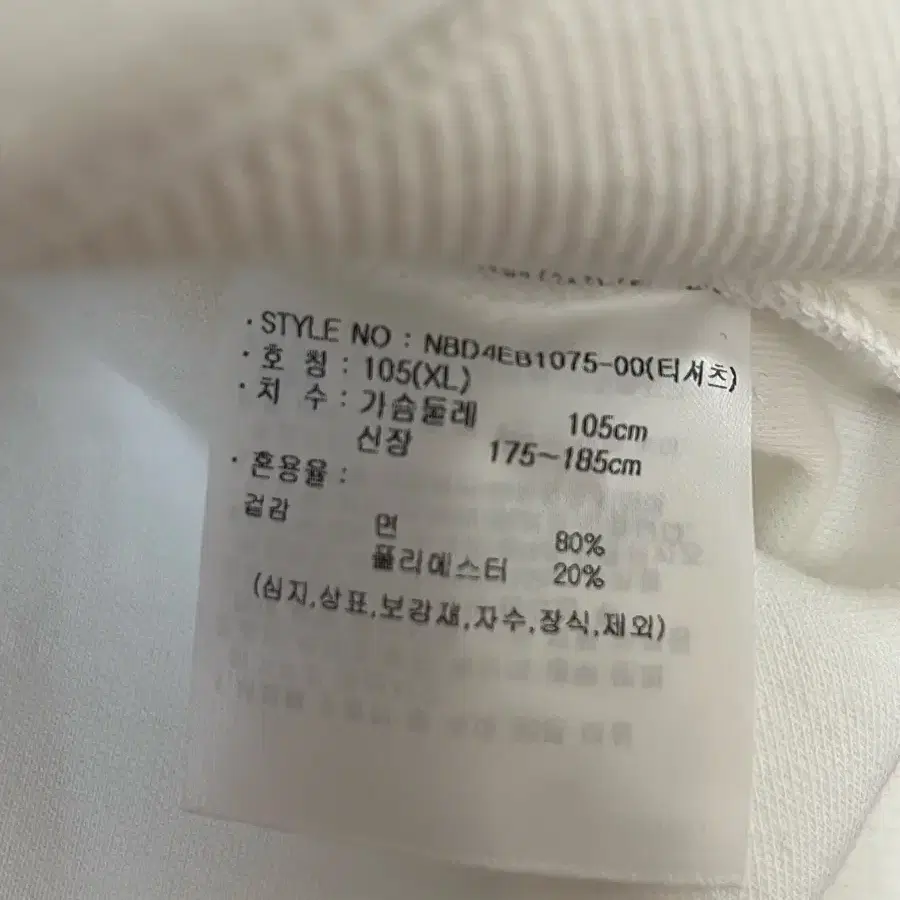 · STYLE NO : NBD4EB1075-00(티셔츠)
· 호 칭 : 105(XL)
· 치 수 : 가슴둘레 105cm
신장 175~185cm
· 혼용율 :
겉감 면 80%
폴리에스터 20%
(심지,상표,보강재,자수,장식,제외)